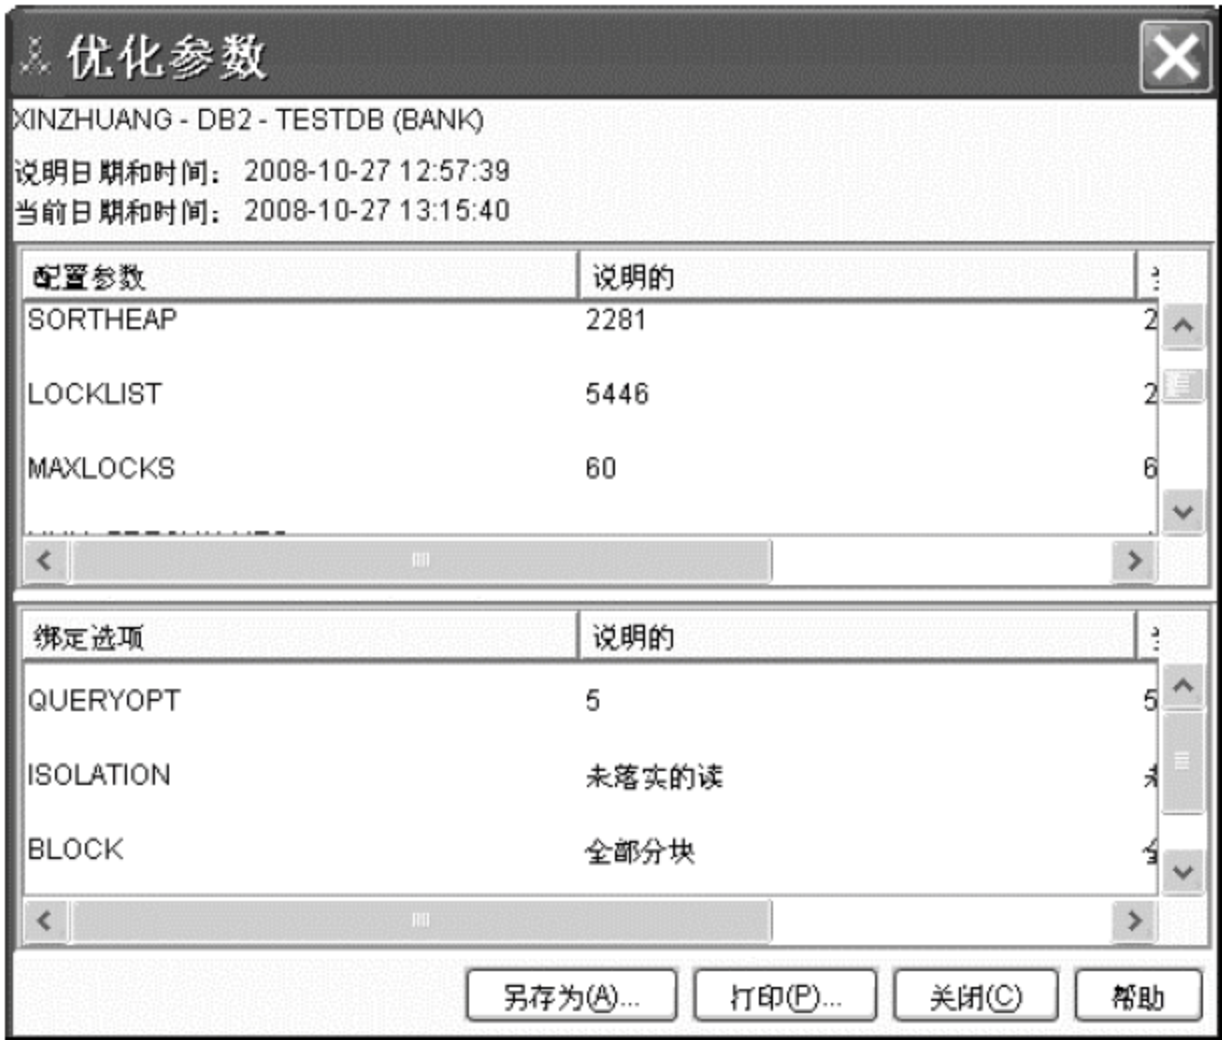 优化参数
XINZHUANG - DB2 - TESTDB (BANK)
说明日期和时间： 2008-10-27 12:57:39
当前日期和时间： 2008-10-27 13:15:40
配置参数 说明的
SORTHEAP 2281 2
LOCKLIST 5446 2
MAXLOCKS 60 6
绑定选项 说明的
QUERYOPT 5 5
ISOLATION 未落实的读
BLOCK 全部分块
另存为(A)... 打印(P)... 关闭(C) 帮助